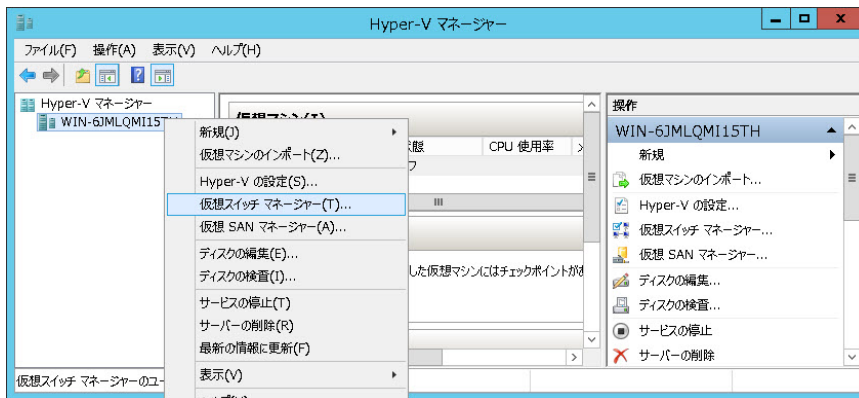 Hyper-V マネージャー
ファイル(F) 操作(A) 表示(V) ヘルプ(H)
Hyper-V マネージャー
WIN-6JMLQMI15TH
新規(J)
仮想マシンのインポート(Z)...
Hyper-V の設定(S)...
仮想スイッチ マネージャー(T)...
仮想 SAN マネージャー(A)...
ディスクの編集(E)...
ディスクの検査(I)...
サービスの停止(T)
サーバーの削除(R)
最新の情報に更新(F)
表示(V)
仮想マシン(I)
状態 CPU 使用率
フ
した仮想マシンにはチェックポイントがあ
操作
WIN-6JMLQMI15TH
新規
仮想マシンのインポート...
Hyper-V の設定...
仮想スイッチ マネージャー...
仮想 SAN マネージャー...
ディスクの編集...
ディスクの検査...
サービスの停止
サーバーの削除
仮想スイッチ マネージャーのユー